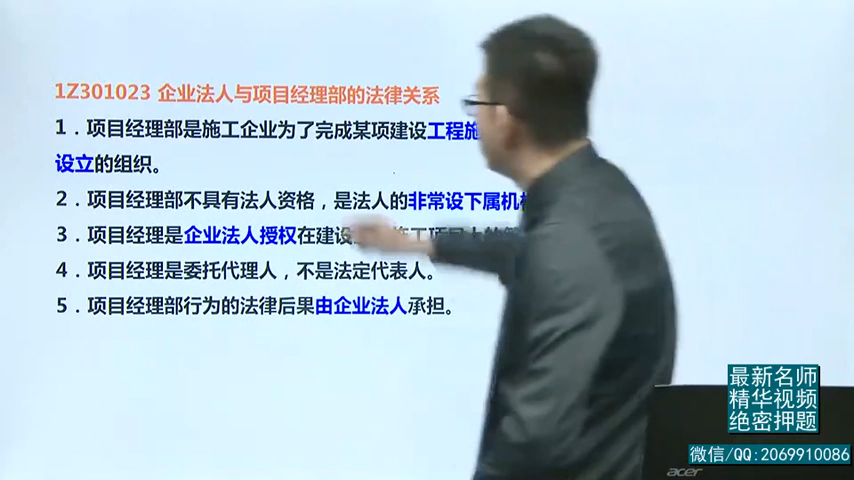 1Z301023 企业法人与项目经理部的法律关系
1．项目经理部是施工企业为了完成某项建设工程施
设立的组织。
2．项目经理部不具有法人资格，是法人的非常设下属机构
3．项目经理是企业法人授权在建设
4．项目经理是委托代理人，不是法定代表人。
5．项目经理部行为的法律后果由企业法人承担。
最新名师
精华视频
绝密押题
微信/QQ:2069910086
acer